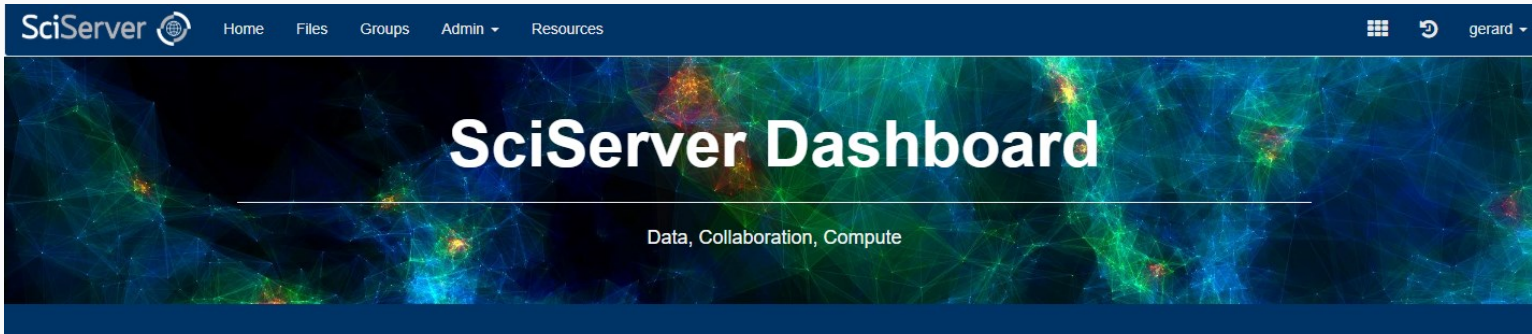 SciServer Home Files Groups Admin Resources gerard
SciServer Dashboard
Data, Collaboration, Compute